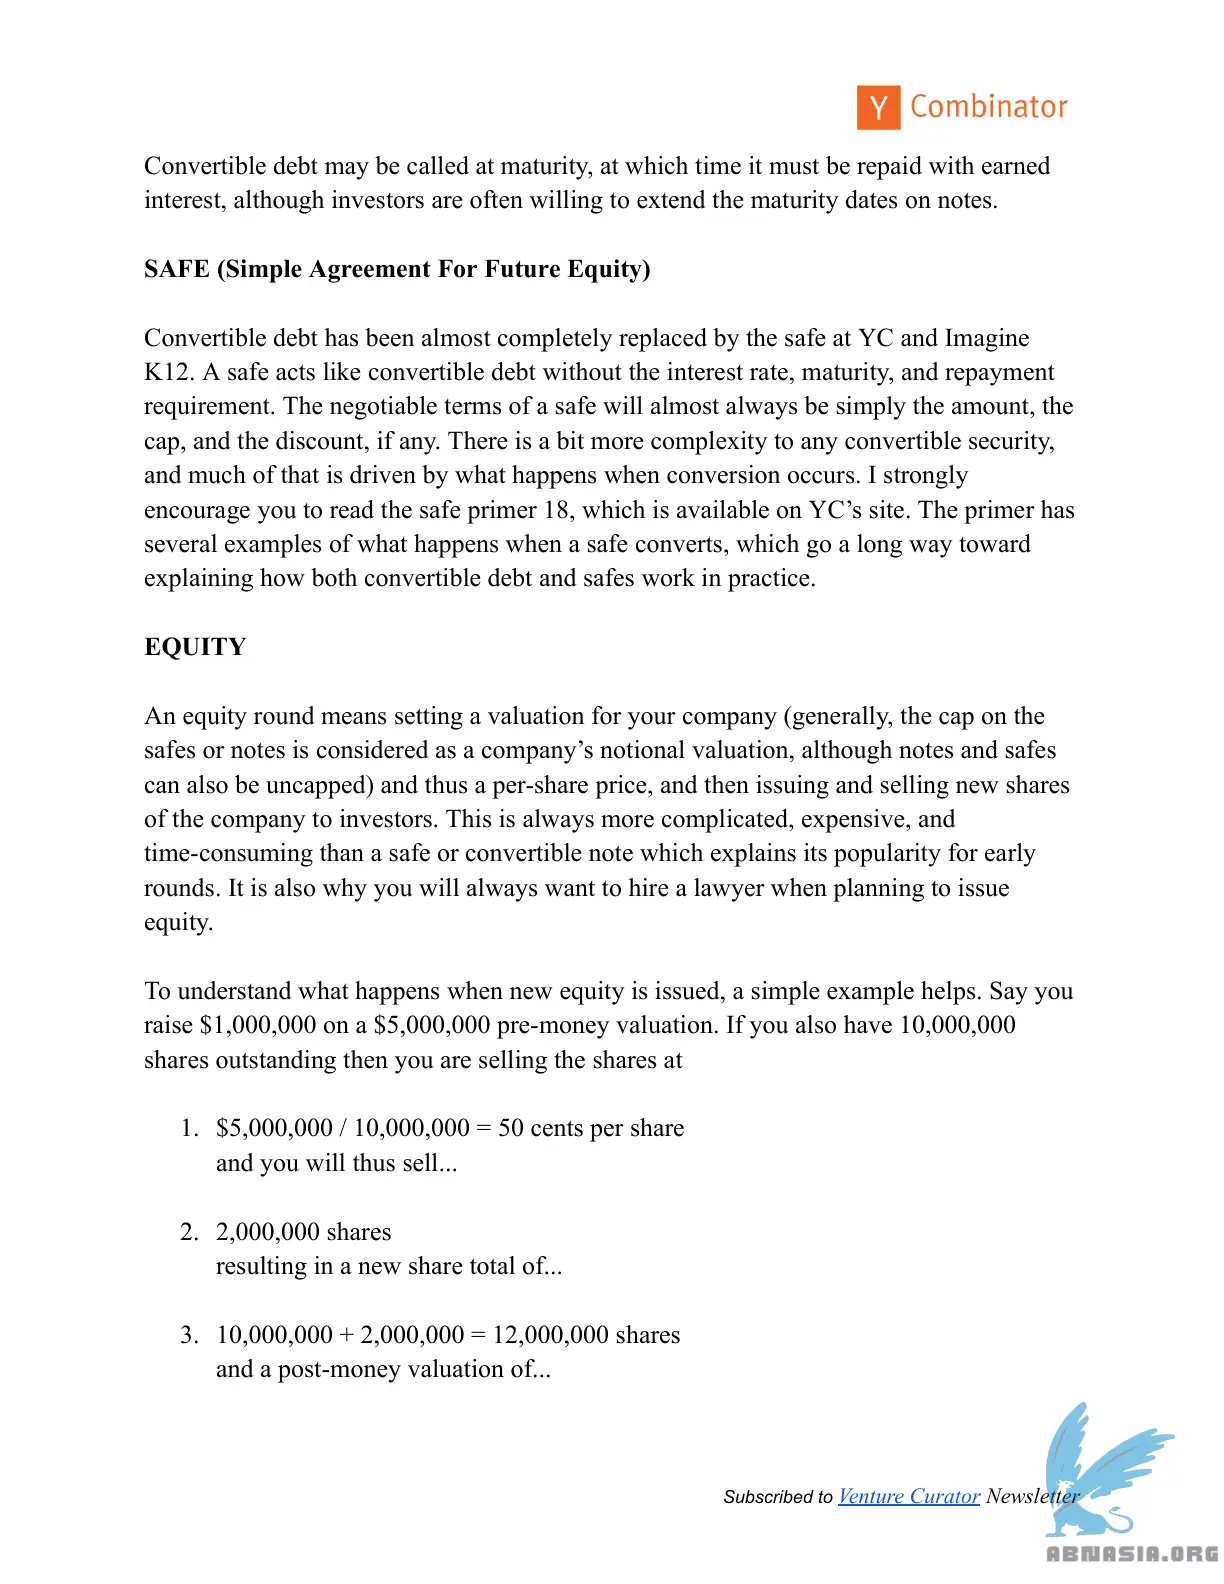 Y Combinator
Convertible debt may be called at maturity, at which time it must be repaid with earned
interest, although investors are often willing to extend the maturity dates on notes.
SAFE (Simple Agreement For Future Equity)
Convertible debt has been almost completely replaced by the safe at YC and Imagine
K12. A safe acts like convertible debt without the interest rate, maturity, and repayment
requirement. The negotiable terms of a safe will almost always be simply the amount, the
cap, and the discount, if any. There is a bit more complexity to any convertible security,
and much of that is driven by what happens when conversion occurs. I strongly
encourage you to read the safe primer 18, which is available on YC’s site. The primer has
several examples of what happens when a safe converts, which go a long way toward
explaining how both convertible debt and safes work in practice.
EQUITY
An equity round means setting a valuation for your company (generally, the cap on the
safes or notes is considered as a company’s notional valuation, although notes and safes
can also be uncapped) and thus a per-share price, and then issuing and selling new shares
of the company to investors. This is always more complicated, expensive, and
time-consuming than a safe or convertible note which explains its popularity for early
rounds. It is also why you will always want to hire a lawyer when planning to issue
equity.
To understand what happens when new equity is issued, a simple example helps. Say you
raise $1,000,000 on a $5,000,000 pre-money valuation. If you also have 10,000,000
shares outstanding then you are selling the shares at
1. $5,000,000 / 10,000,000 = 50 cents per share
and you will thus sell...
2. 2,000,000 shares
resulting in a new share total of...
3. 10,000,000 + 2,000,000 = 12,000,000 shares
and a post-money valuation of...
Subscribed to Venture Curator Newsletter
ABNASIA.ORG